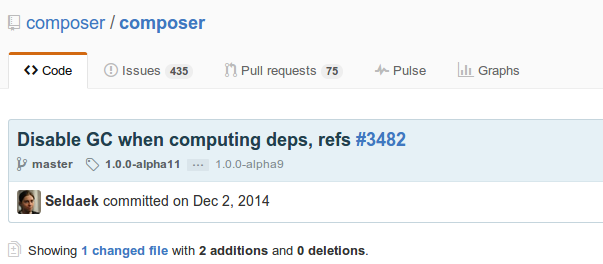 composer / composer
Code Issues 435 Pull requests 75 Pulse Graphs
Disable GC when computing deps, refs #3482
master 1.0.0-alpha11 ... 1.0.0-alpha9
Seldaek committed on Dec 2, 2014
Showing 1 changed file with 2 additions and 0 deletions.